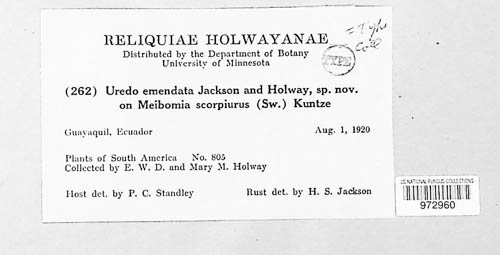 RELIQUIAE HOLWAYANAE
Distributed by the Department of Botany
University of Minnesota
TYPE
(262) Uredo emendata Jackson and Holway, sp. nov.
on Meibomia scorpiurus (Sw.) Kuntze
Guayaquil, Ecuador Aug. 1, 1920
Plants of South America No. 805
Collected by E. W. D. and Mary M. Holway
Host det. by P. C. Standley Rust det. by H. S. Jackson
US NATIONAL FUNGUS COLLECTIONS
972960